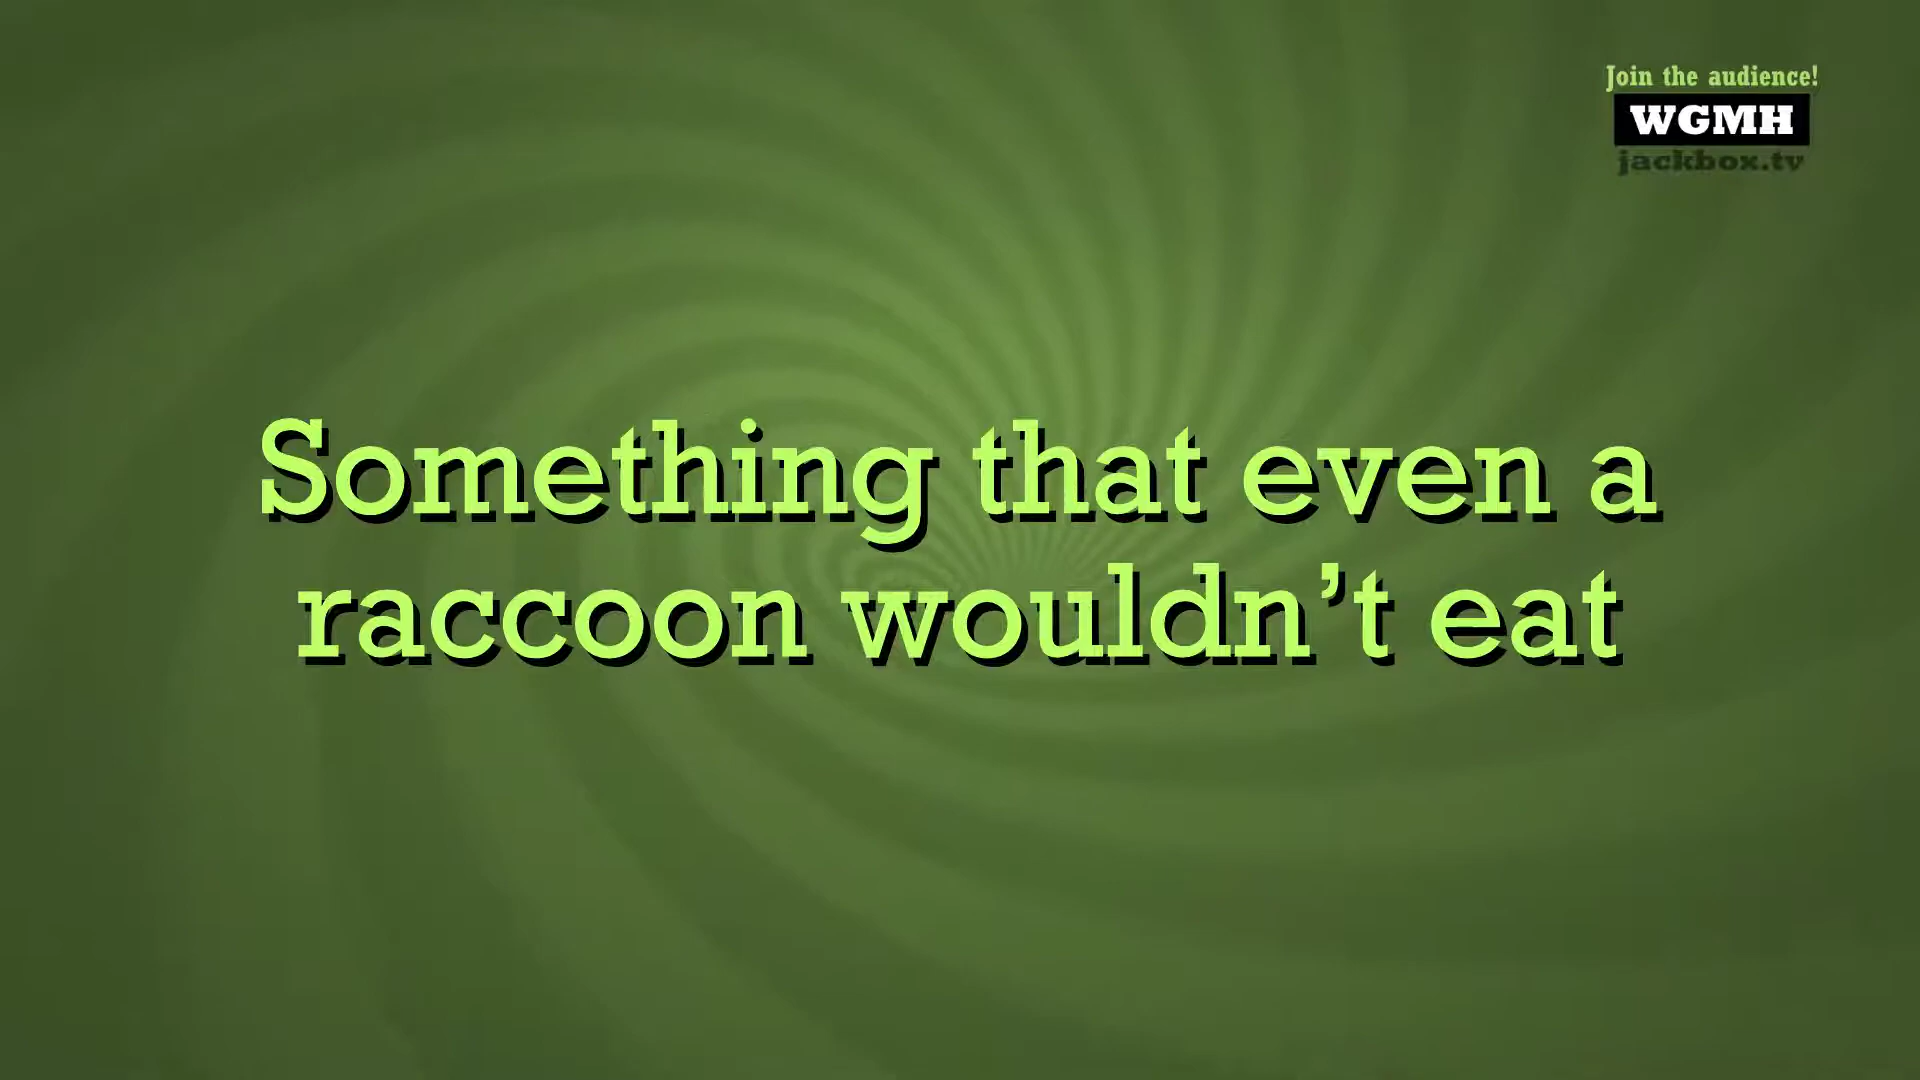 Join the audience!
WGMH
jackbox.tv
Something that even a
raccoon wouldn’t eat